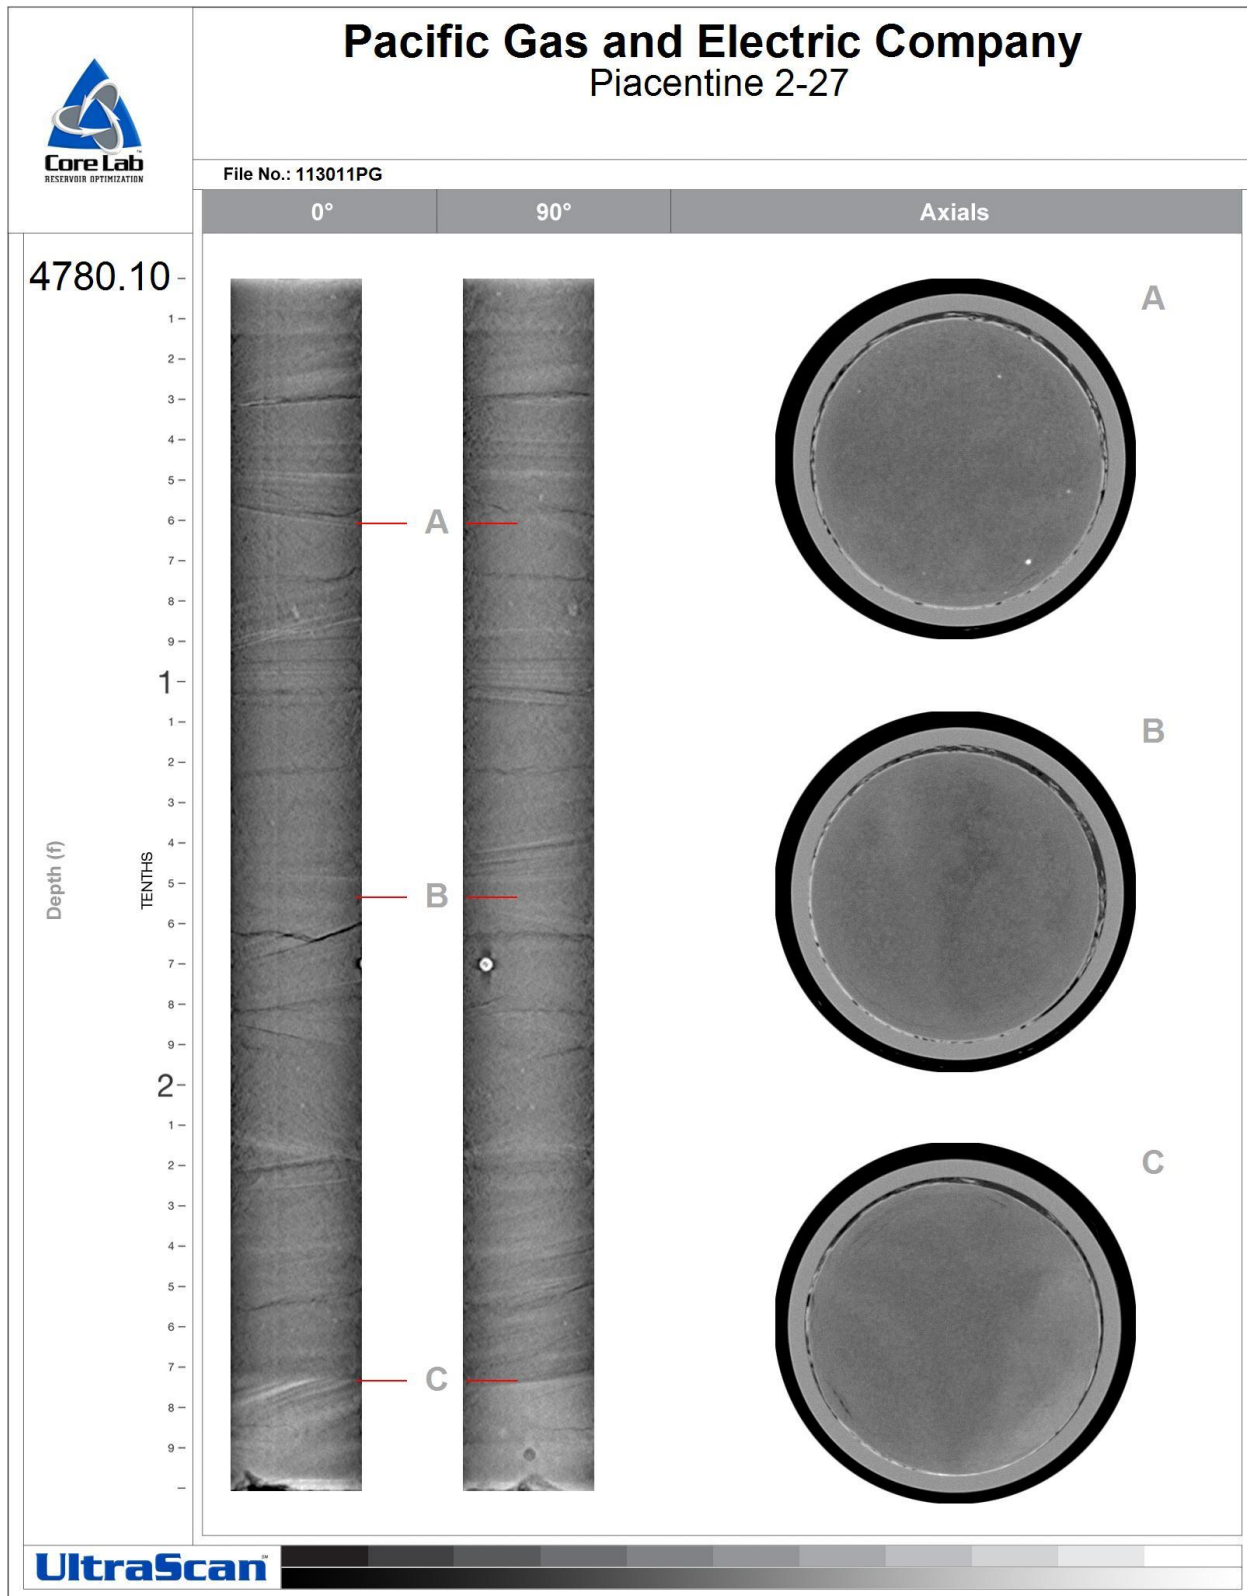 Pacific Gas and Electric Company
Piacentine 2-27
Core Lab™
RESERVOIR OPTIMIZATION
File No.: 113011PG
0° 90° Axials
4780.10
1
2
3
4
5
6
7
8
9
1
1
2
3
4
5
6
7
8
9
2
1
2
3
4
5
6
7
8
9
Depth (f)
TENTHS
A
B
C
A
B
C
UltraScan™